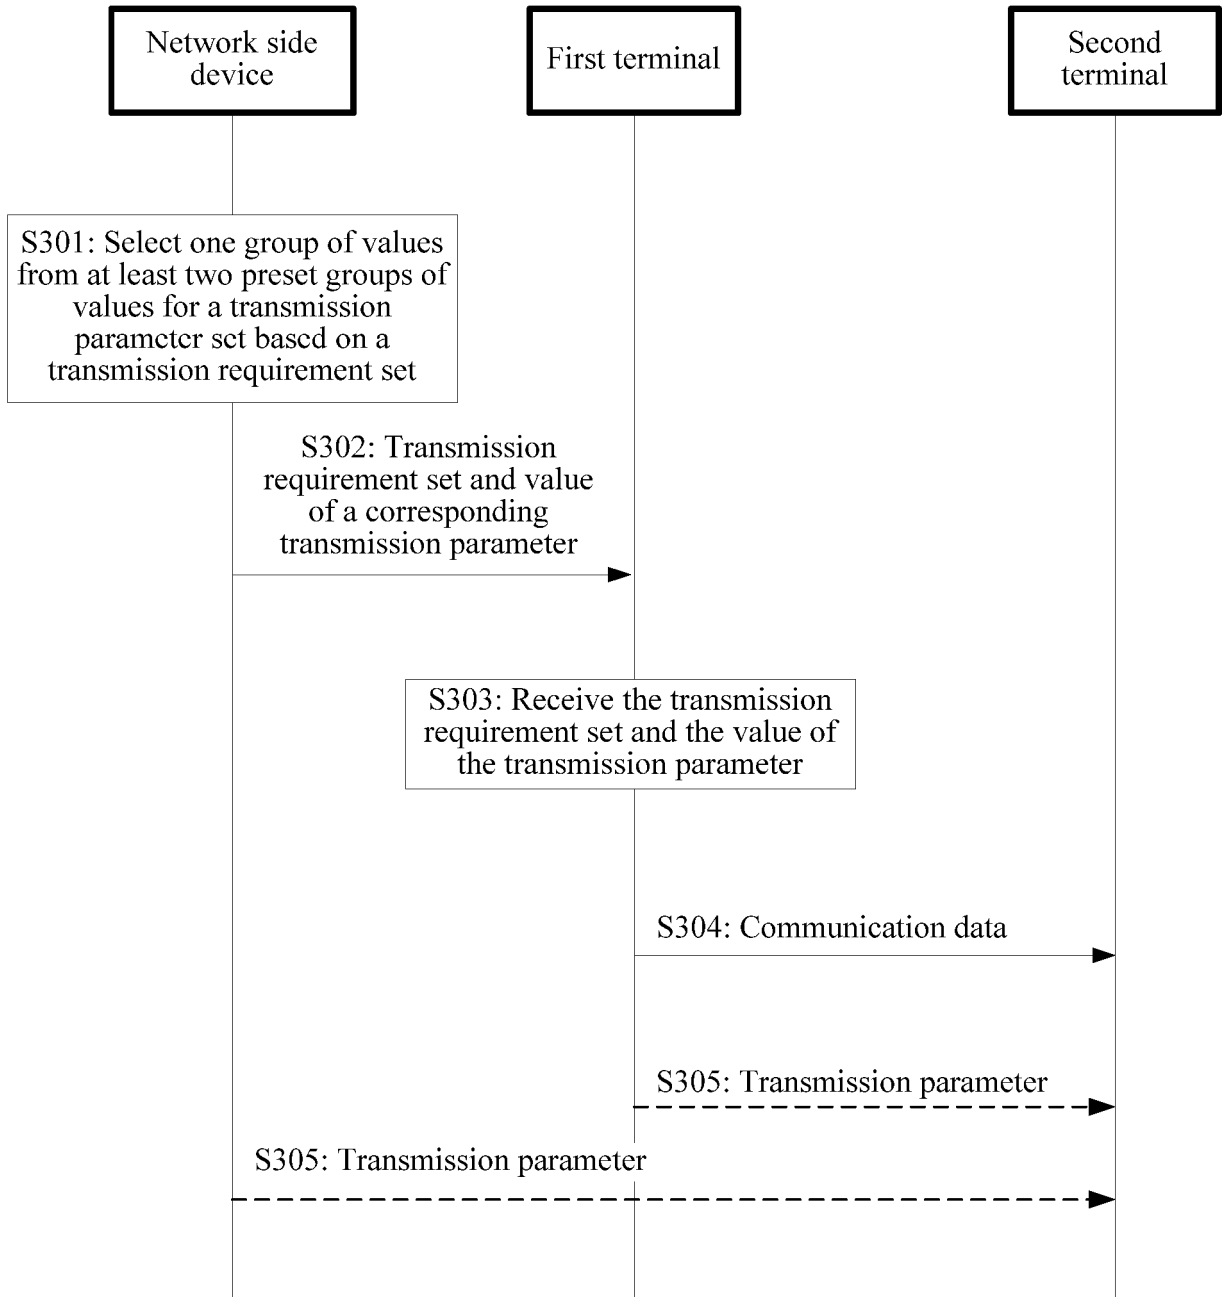 Network side
device
First terminal
Second
terminal
S301: Select one group of values
from at least two preset groups of
values for a transmission
parameter set based on a
transmission requirement set
S302: Transmission
requirement set and value
of a corresponding
transmission parameter
S303: Receive the transmission
requirement set and the value of
the transmission parameter
S304: Communication data
S305: Transmission parameter
S305: Transmission parameter